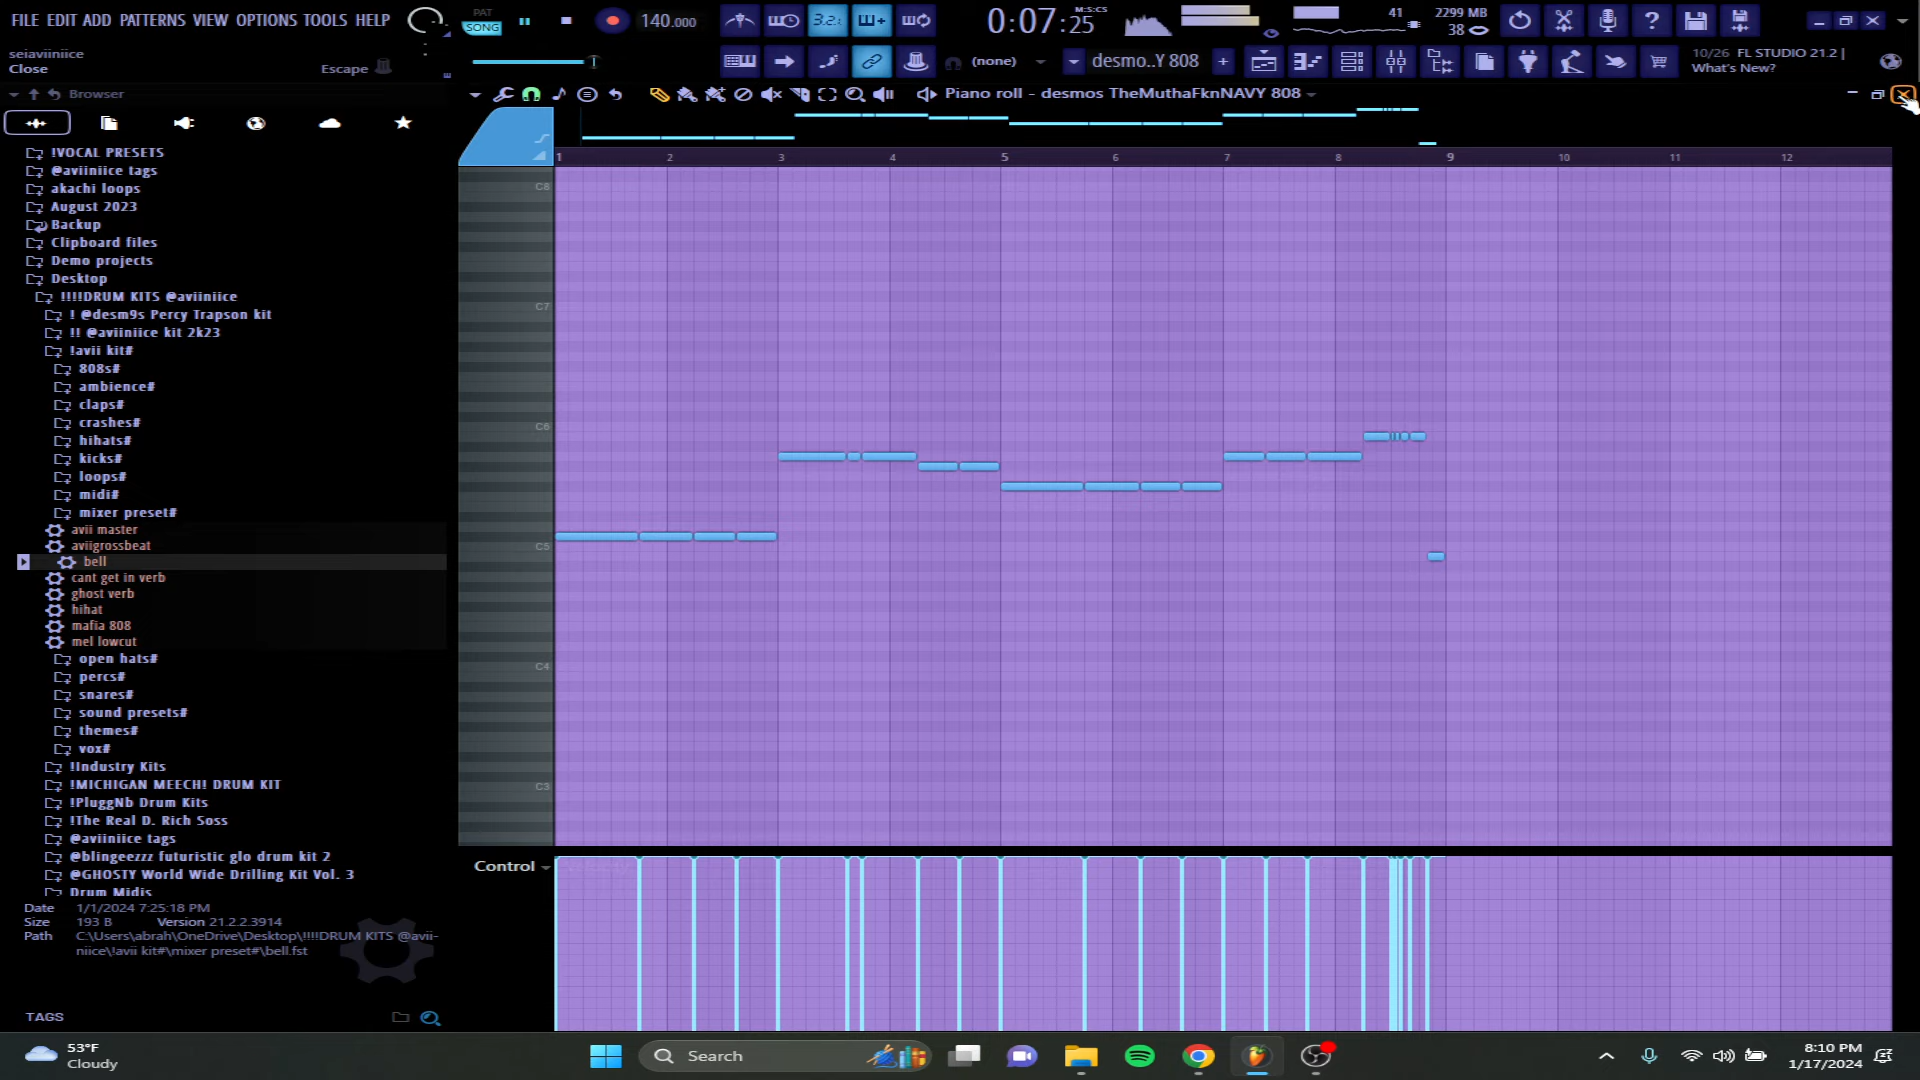 FILE EDIT ADD PATTERNS VIEW OPTIONS TOOLS HELP
PAT
SONG
140.000
3.2
0:07:25
M:S:CS
41
2299 MB
38
seiaviiniice
Close
Escape
(none)
desmo..Y 808
10/26 FL STUDIO 21.2 |
What's New?
Browser
Piano roll - desmos TheMuthaFknNAVY 808
1 2 3 4 5 6 7 8 9 10 11 12
C8
C7
C6
C5
C4
C3
!VOCAL PRESETS
@aviiniice tags
akachi loops
August 2023
Backup
Clipboard files
Demo projects
Desktop
!!!!DRUM KITS @aviiniice
! @desm9s Percy Trapson kit
!! @aviiniice kit 2k23
!avii kit#
808s#
ambience#
claps#
crashes#
hihats#
kicks#
loops#
midi#
mixer preset#
avii master
aviigrossbeat
bell
cant get in verb
ghost verb
hihat
mafia 808
mel lowcut
open hats#
percs#
snares#
sound presets#
themes#
vox#
!Industry Kits
!MICHIGAN MEECH! DRUM KIT
!PluggNb Drum Kits
!The Real D. Rich Soss
@aviiniice tags
@blingeezzz futuristic glo drum kit 2
@GHOSTY World Wide Drilling Kit Vol. 3
Drum Midis
Control
Date 1/1/2024 7:25:18 PM
Size 193 B Version 21.2.2.3914
Path C:\Users\abrah\OneDrive\Desktop\!!!!DRUM KITS @avii-
niice\!avii kit#\mixer preset#\bell.fst
TAGS
53°F
Cloudy
Search
8:10 PM
1/17/2024